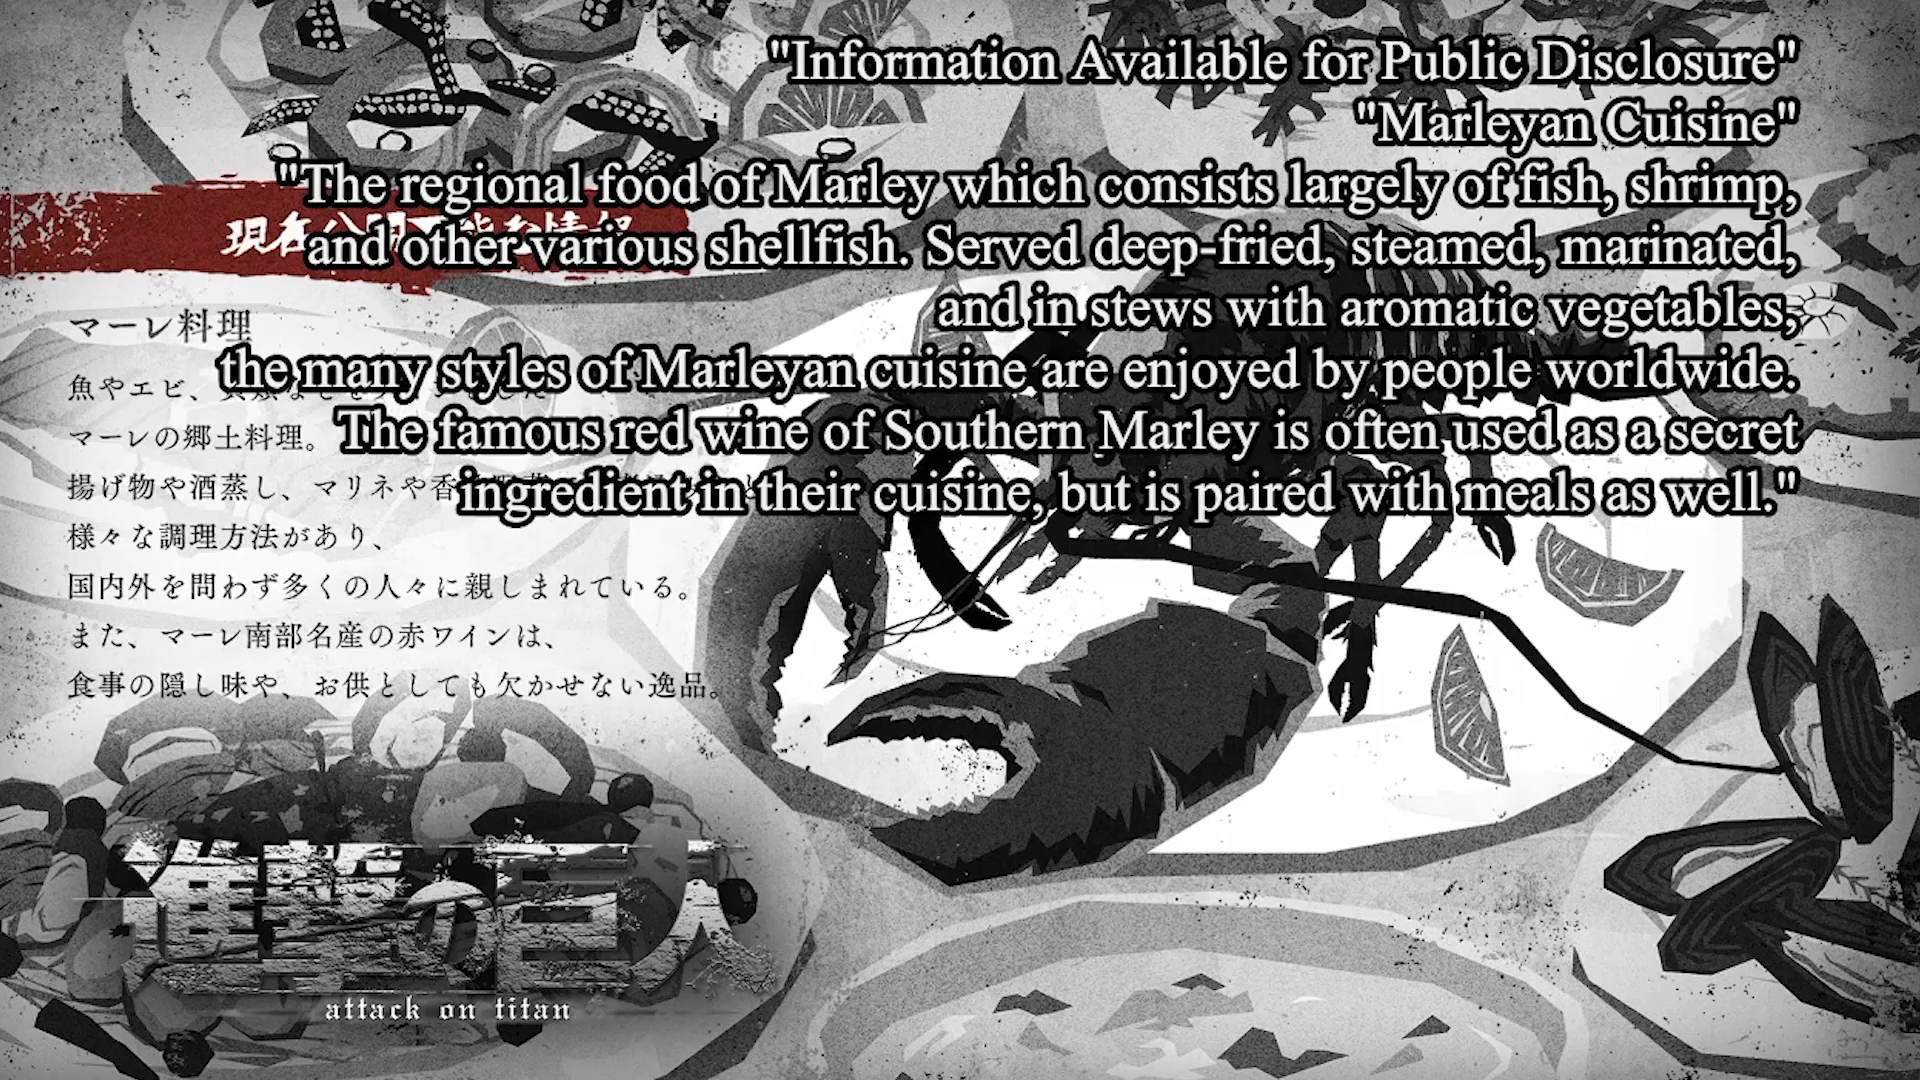 "Information Available for Public Disclosure"
"Marleyan Cuisine"
"The regional food of Marley which consists largely of fish, shrimp,
and other various shellfish. Served deep-fried, steamed, marinated,
and in stews with aromatic vegetables,
the many styles of Marleyan cuisine are enjoyed by people worldwide.
The famous red wine of Southern Marley is often used as a secret
ingredient in their cuisine, but is paired with meals as well."
現在
マーレ料理
魚やエビ、
マーレの郷土料理。
揚げ物や酒蒸し、マリネや香
様々な調理方法があり、
国内外を問わず多くの人々に親しまれている。
また、マーレ南部名産の赤ワインは、
食事の隠し味や、お供としても欠かせない逸品。
進撃の巨人
attack on titan